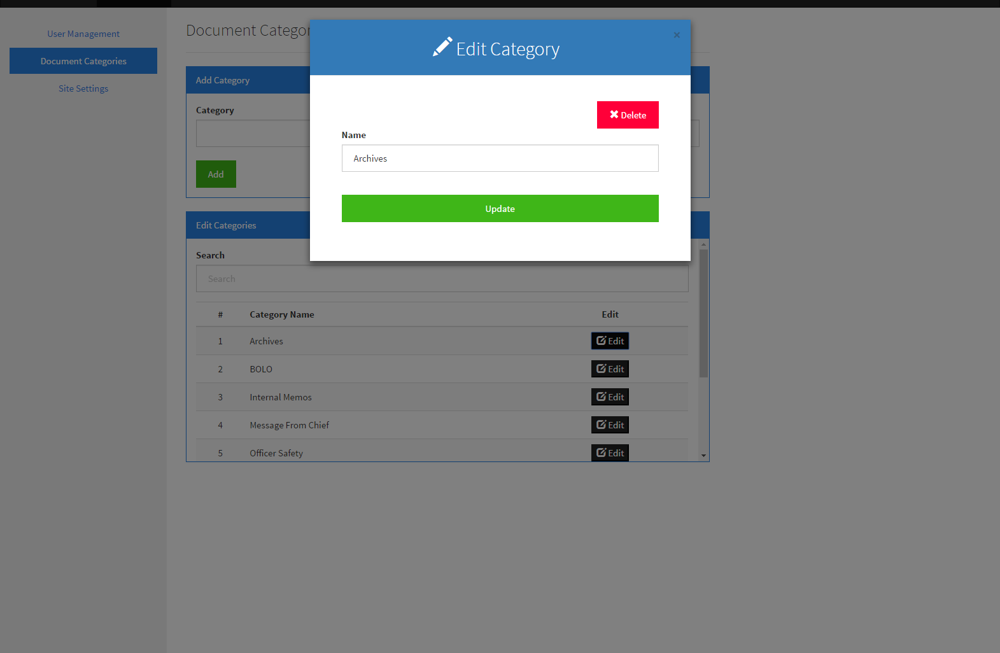 User Management
Document Categories
Site Settings
Document Categor
Add Category
Category
Add
Edit Category
×
Delete
Name
Archives
Update
Edit Categories
Search
Search
# Category Name Edit
1 Archives Edit
2 BOLO Edit
3 Internal Memos Edit
4 Message From Chief Edit
5 Officer Safety Edit